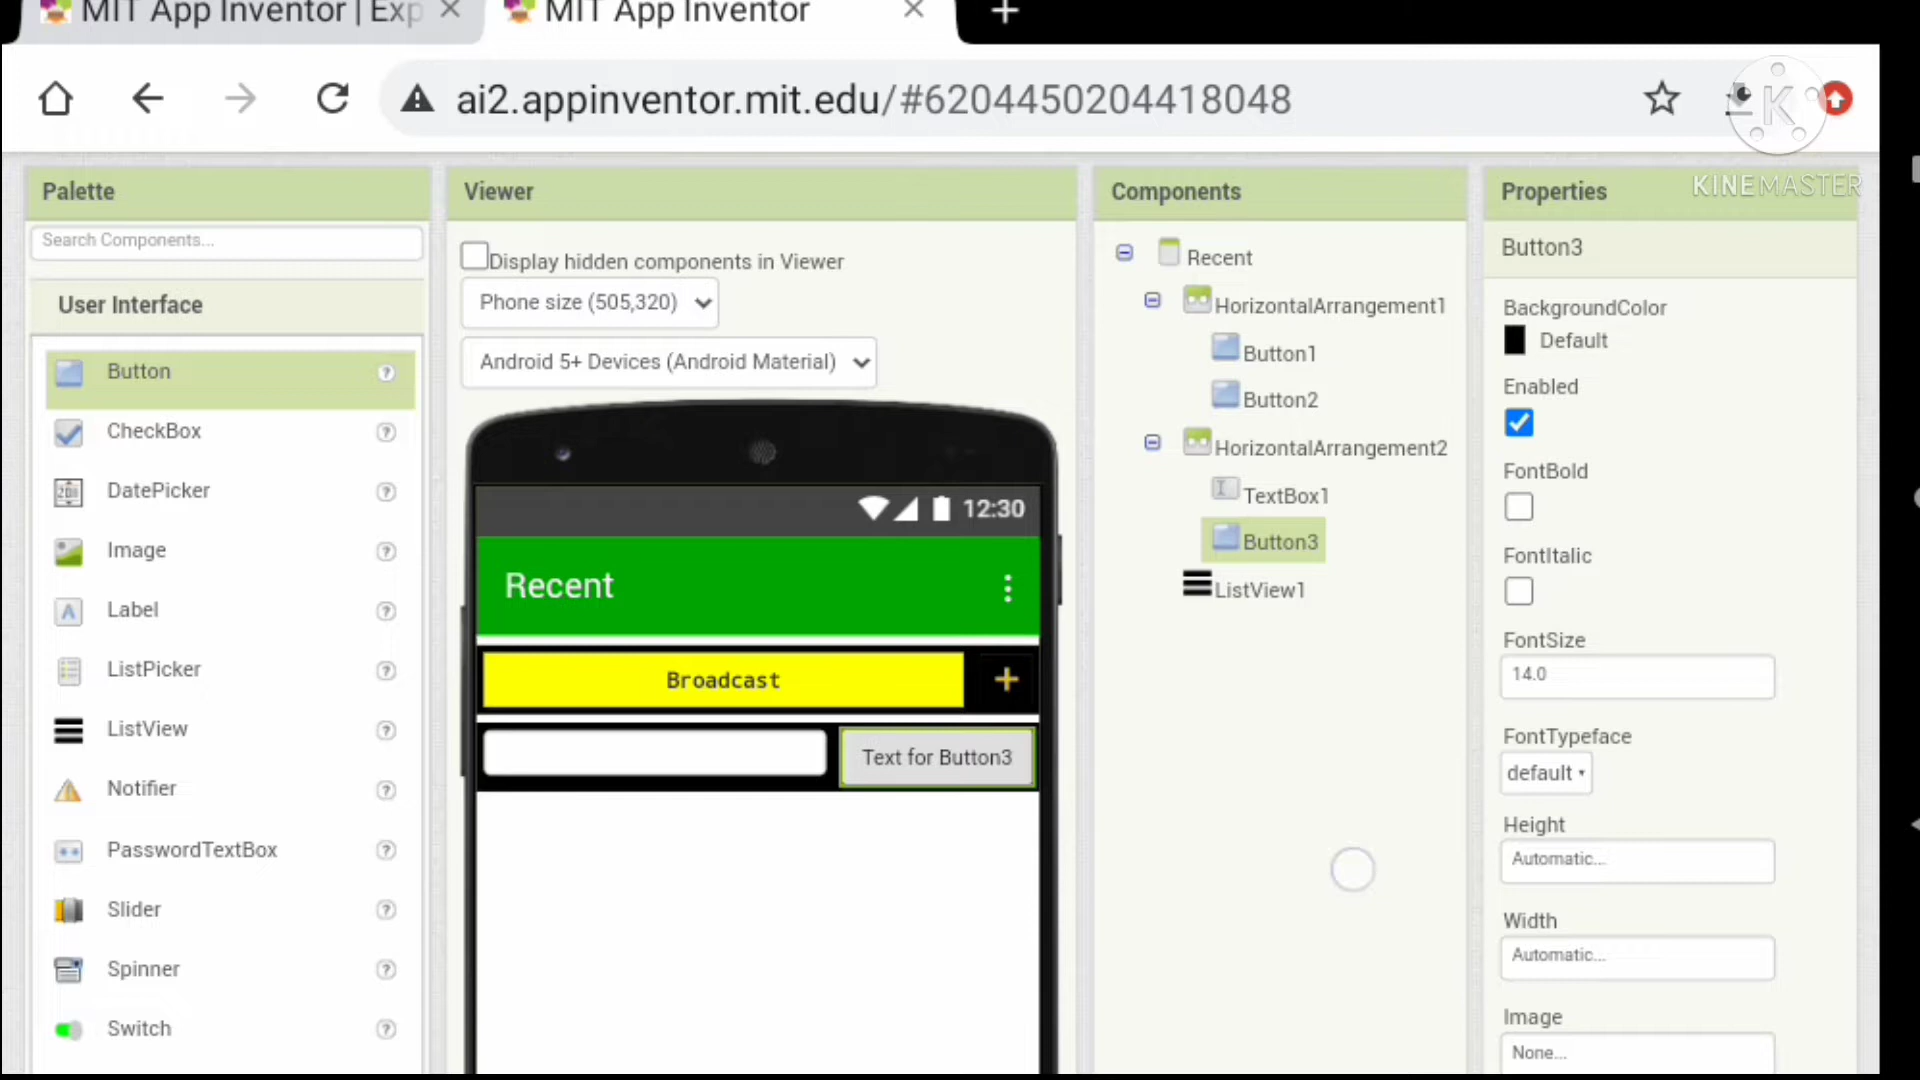 MIT App Inventor | Exp
MIT App Inventor
ai2.appinventor.mit.edu/#6204450204418048
K
KINEMASTER
Palette
Search Components...
User Interface
Button
CheckBox
DatePicker
Image
Label
ListPicker
ListView
Notifier
PasswordTextBox
Slider
Spinner
Switch
Viewer
Display hidden components in Viewer
Phone size (505,320)
Android 5+ Devices (Android Material)
12:30
Recent
Broadcast
+
Text for Button3
Components
Recent
HorizontalArrangement1
Button1
Button2
HorizontalArrangement2
TextBox1
Button3
ListView1
Properties
Button3
BackgroundColor
Default
Enabled
FontBold
FontItalic
FontSize
14.0
FontTypeface
default
Height
Automatic...
Width
Automatic...
Image
None...